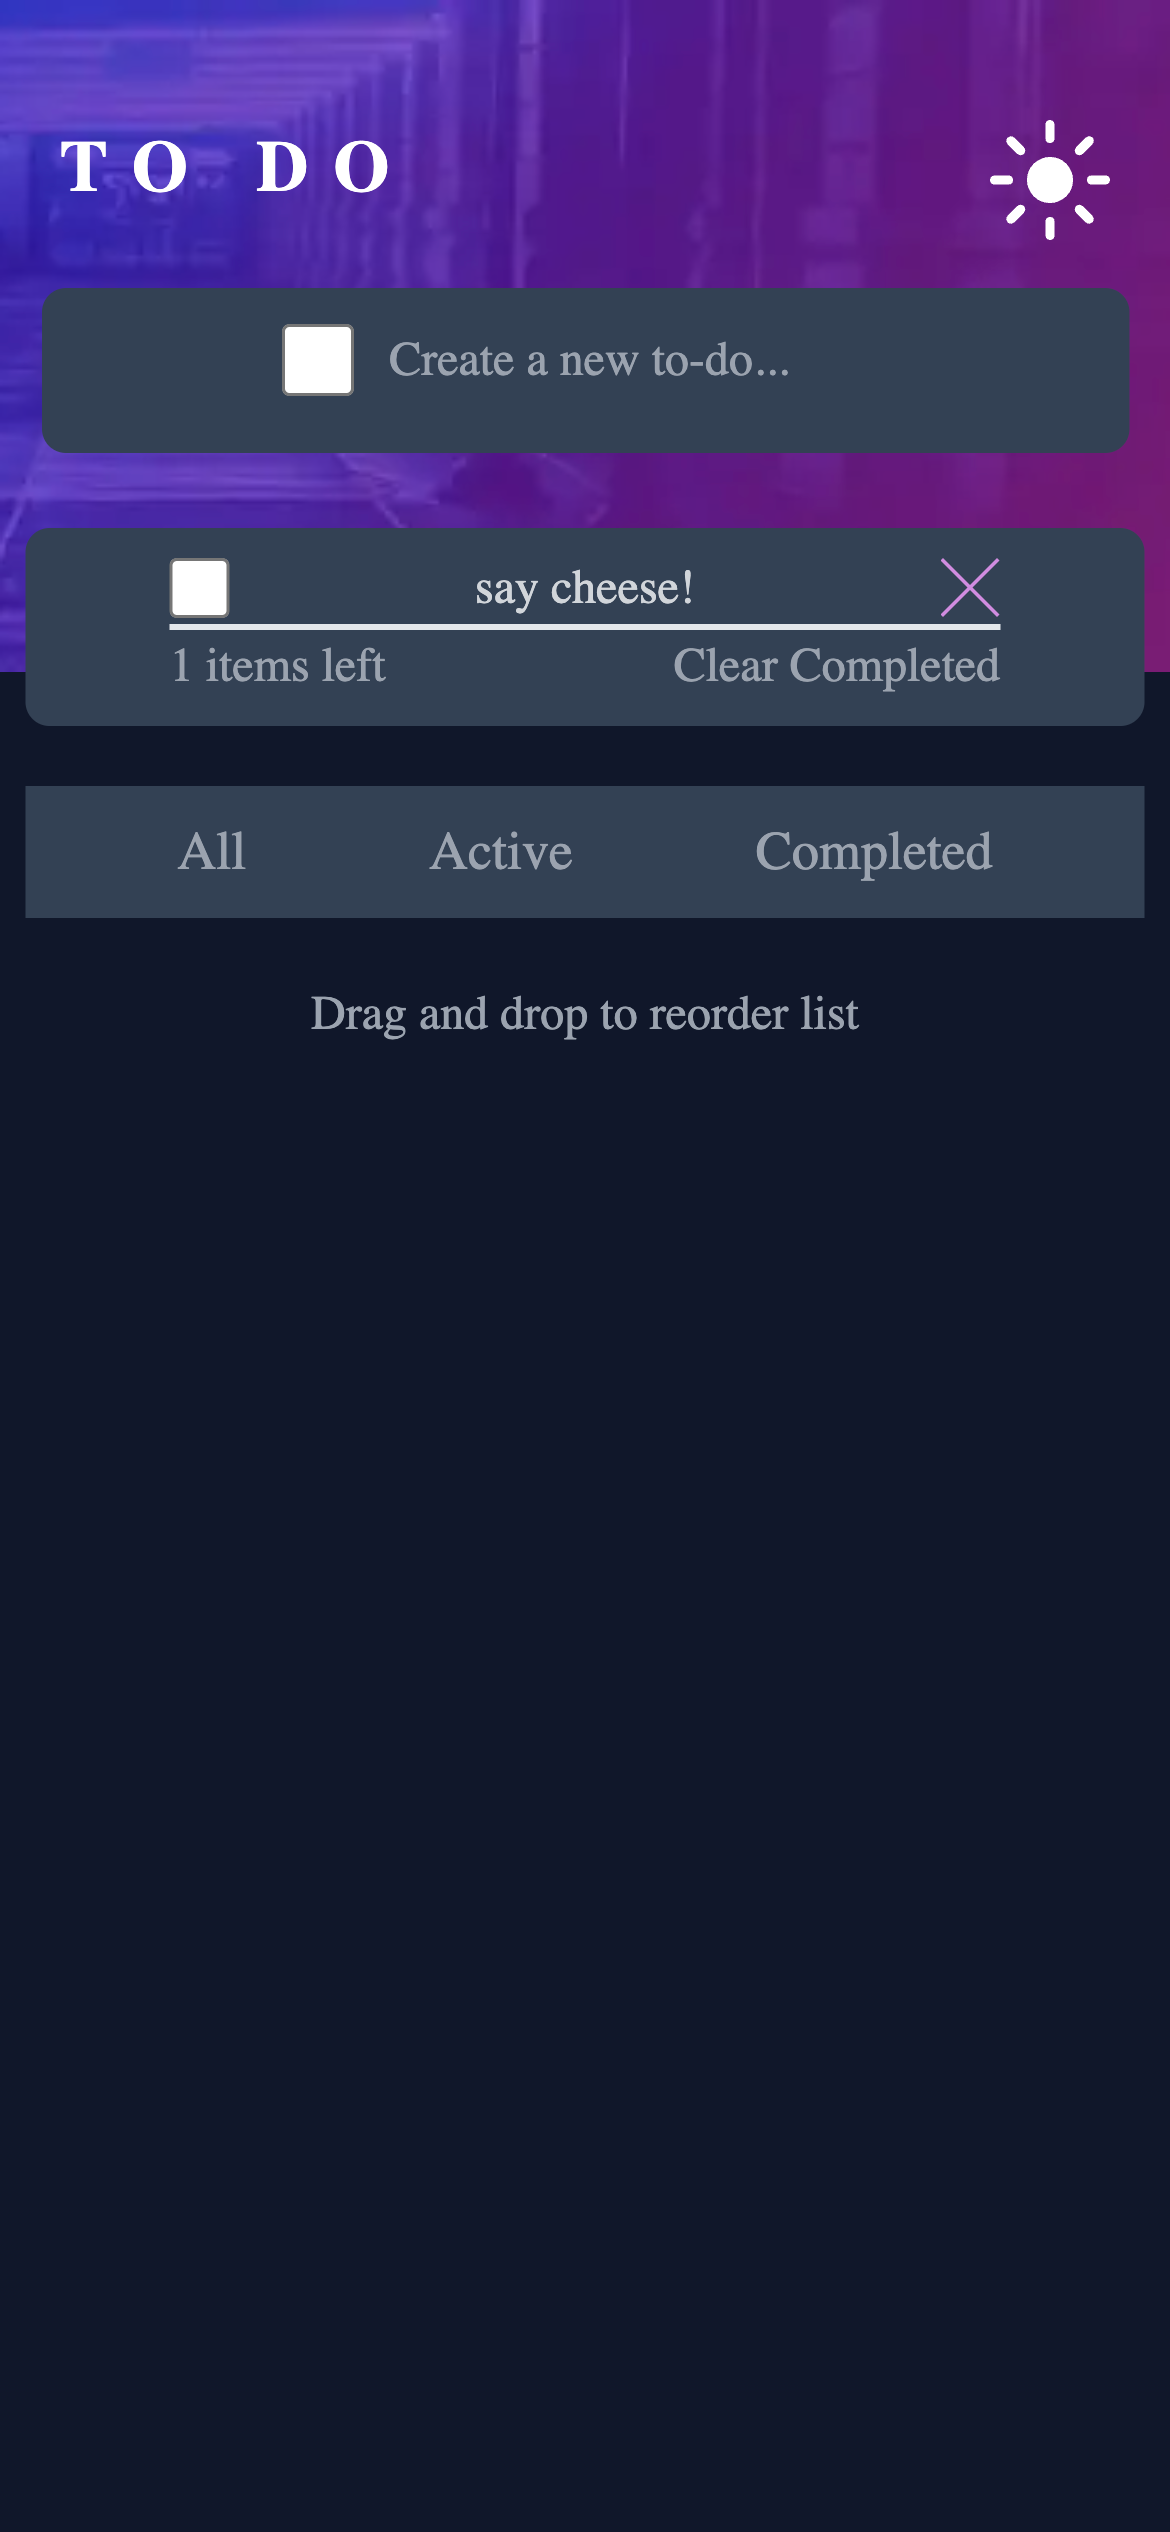 TO DO
Create a new to-do...
say cheese!
1 items left Clear Completed
All Active Completed
Drag and drop to reorder list